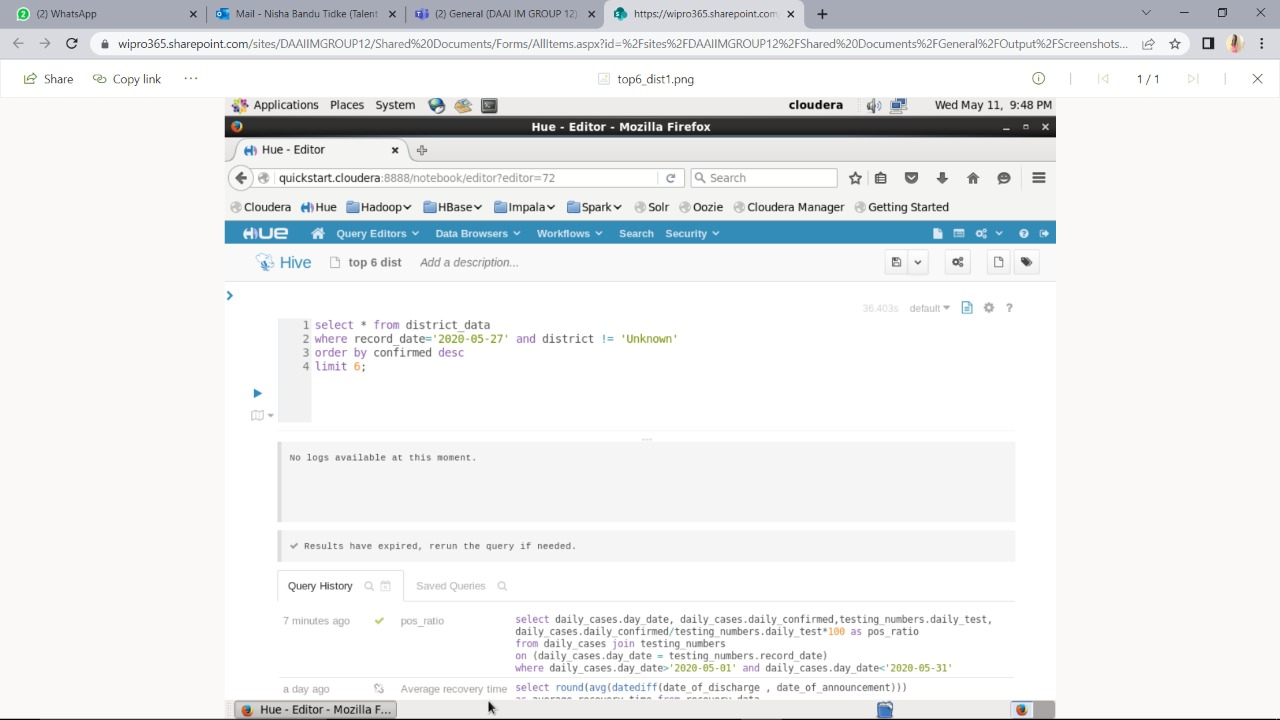 2
(2) WhatsApp
Mail - Nitin Mittal (Talent
(2) DAAI IM GROUP 12) |
https://wipro365.sharepoint.com/
wipro365.sharepoint.com/sites/DAAIIMGROUP12/Shared%20Documents/Forms/AllItems.aspx?id=%2Fsites%2FDAAIIMGROUP12%2FShared%20Documents%2FGeneral%2FOutput%2FScreenshots...
Share
Copy link
...
top6_dist1.png
1 / 1
Applications Places System
cloudera
Wed May 11, 9:48 PM
Hue - Editor - Mozilla Firefox
Hue - Editor
quickstart.cloudera:8888/notebook/editor?editor=72
Search
Cloudera Hue Hadoop HBase Impala Spark Solr Oozie Cloudera Manager Getting Started
HUE Query Editors Data Browsers Workflows Search Security
Hive top 6 dist Add a description...
36.403s default ?
1 select * from district_data
2 where record_date='2020-05-27' and district != 'Unknown'
3 order by confirmed desc
4 limit 6;
...
No logs available at this moment.
Results have expired, rerun the query if needed.
Query History Saved Queries
7 minutes ago pos_ratio
select daily_cases.day_date, daily_cases.daily_confirmed,testing_numbers.daily_test,
daily_cases.daily_confirmed/testing_numbers.daily_test*100 as pos_ratio
from daily_cases join testing_numbers
on (daily_cases.day_date = testing_numbers.record_date)
where daily_cases.day_date>'2020-05-01' and daily_cases.day_date<'2020-05-31'
a day ago Average recovery time
select round(avg(datediff(date_of_discharge , date_of_announcement)))
as average_recovery_time from recovery_data
Hue - Editor - Mozilla F...